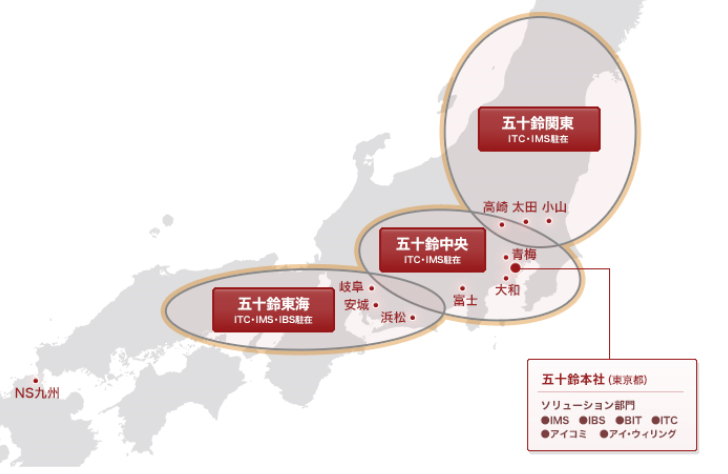 五十鈴関東
ITC・IMS駐在
高崎 太田 小山
五十鈴中央
ITC・IMS駐在
青梅
大和
富士
五十鈴東海
ITC・IMS・IBS駐在
岐阜
安城
浜松
NS九州
五十鈴本社 (東京都)
ソリューション部門
●IMS ●IBS ●BIT ●ITC
●アイコミ ●アイ・ウィリング